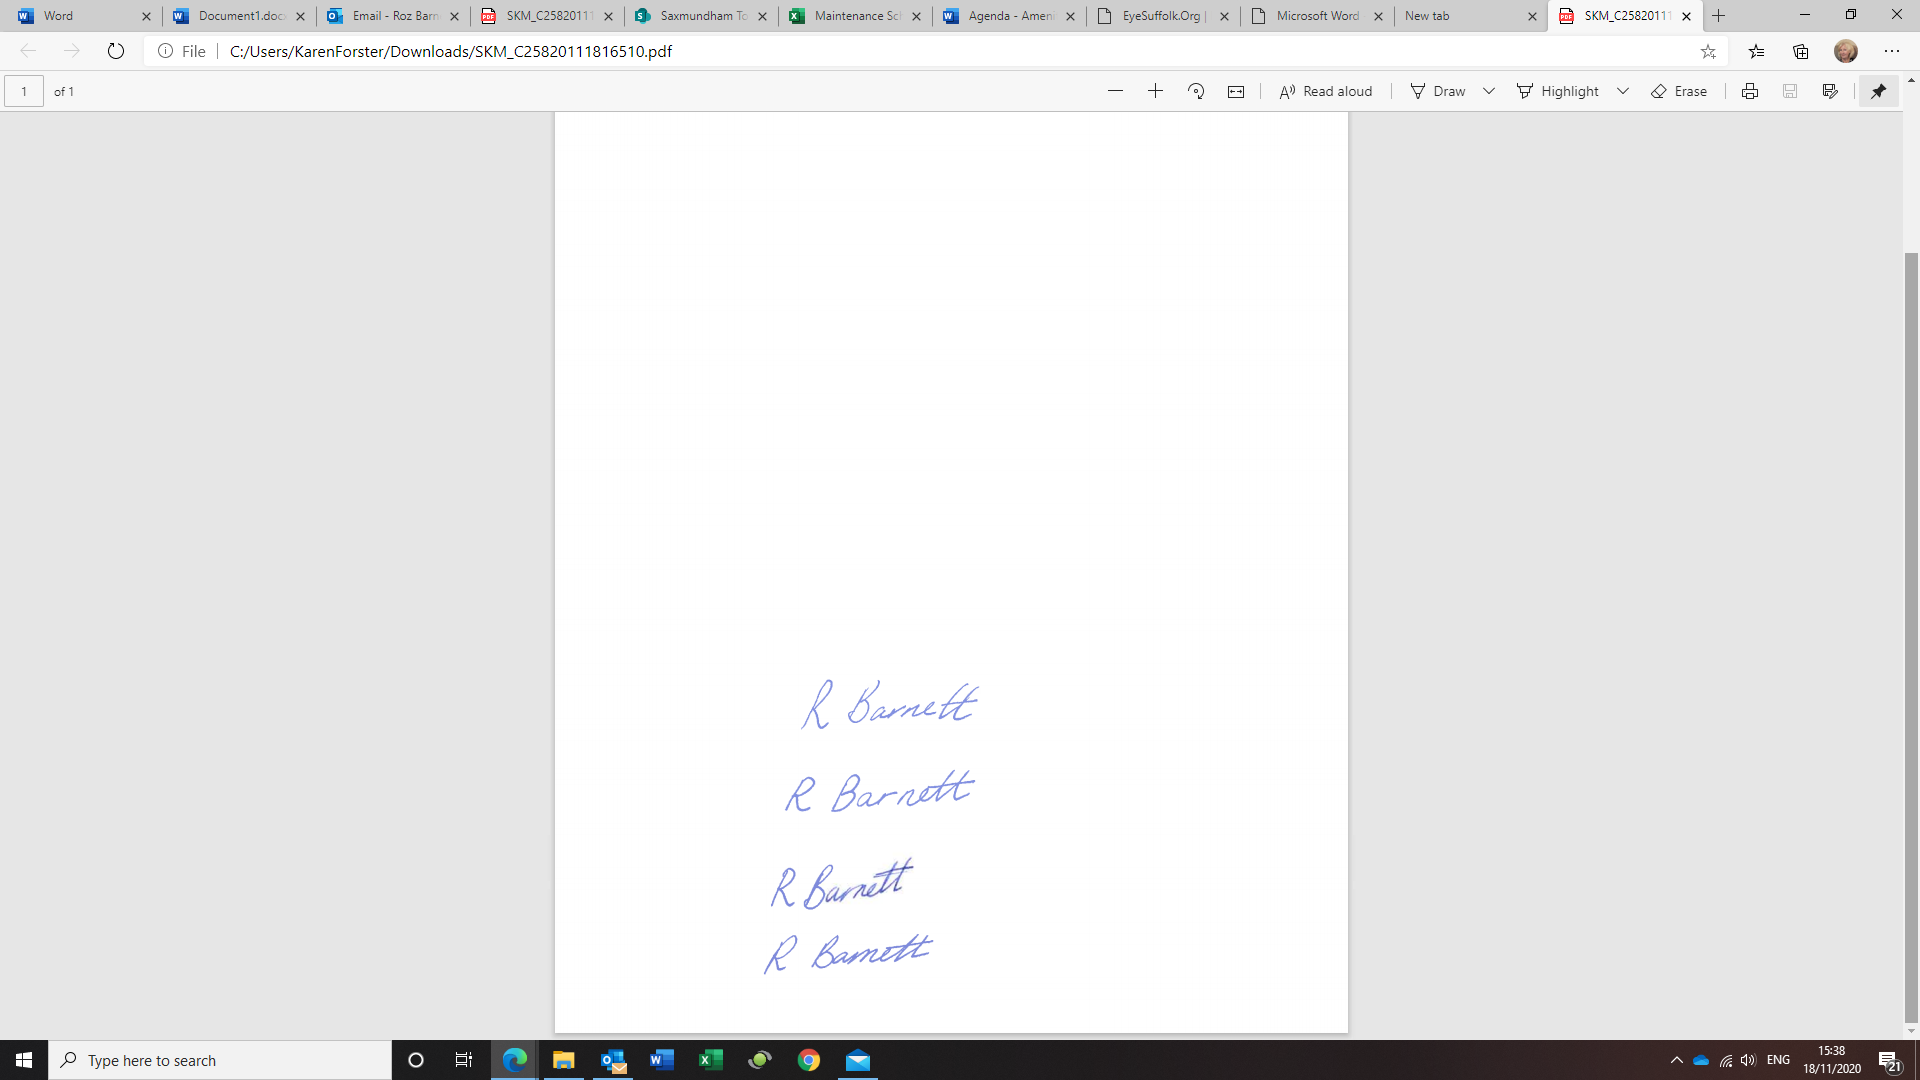 Word
Document1.doc
Email - Roz Barn
SKM_C25820111
Saxmundham To
Maintenance Sc
Agenda - Ameni
EyeSuffolk.Org |
Microsoft Word
New tab
SKM_C25820111
File
C:/Users/KarenForster/Downloads/SKM_C25820111816510.pdf
1 of 1
Read aloud
Draw
Highlight
Erase
R Barnett
R Barnett
R Barnett
R Barnett
Type here to search
ENG
15:38
18/11/2020
21